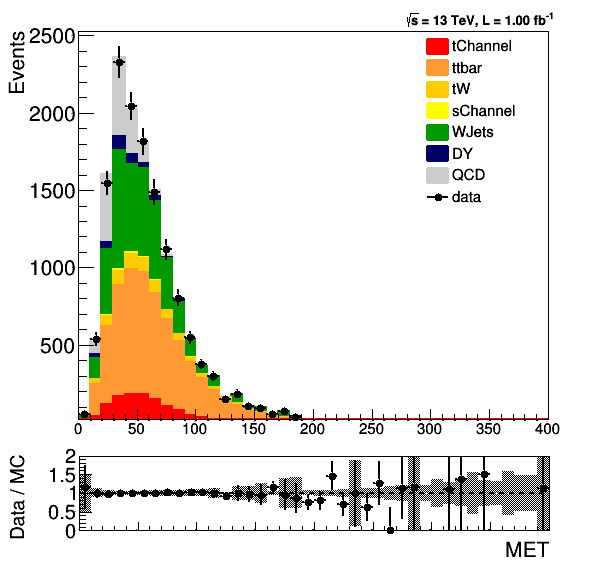 √s = 13 TeV, L = 1.00 fb⁻¹
Events
2500
2000
1500
1000
500
tChannel
ttbar
tW
sChannel
WJets
DY
QCD
data
0 50 100 150 200 250 300 350 400
Data / MC
2
1.5
1
0.5
0
MET